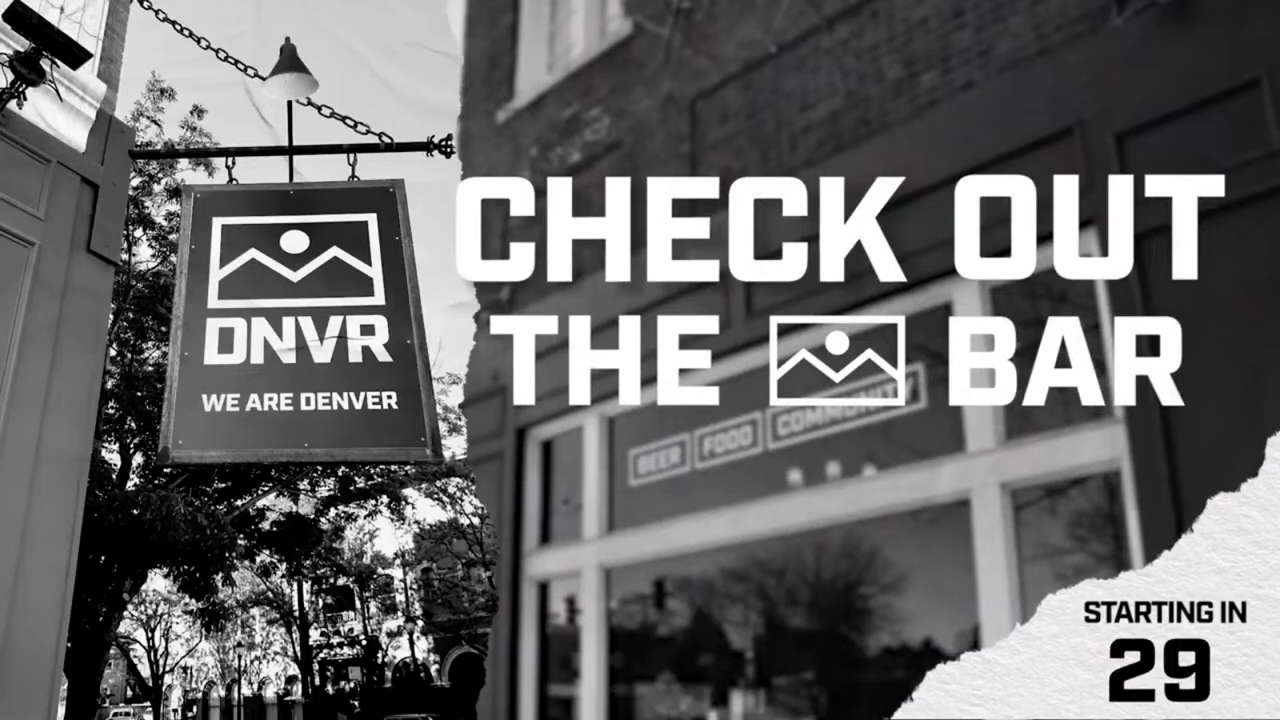 DNVR
WE ARE DENVER
CHECK OUT
THE BAR
BEER FOOD COMMUNITY
STARTING IN
29